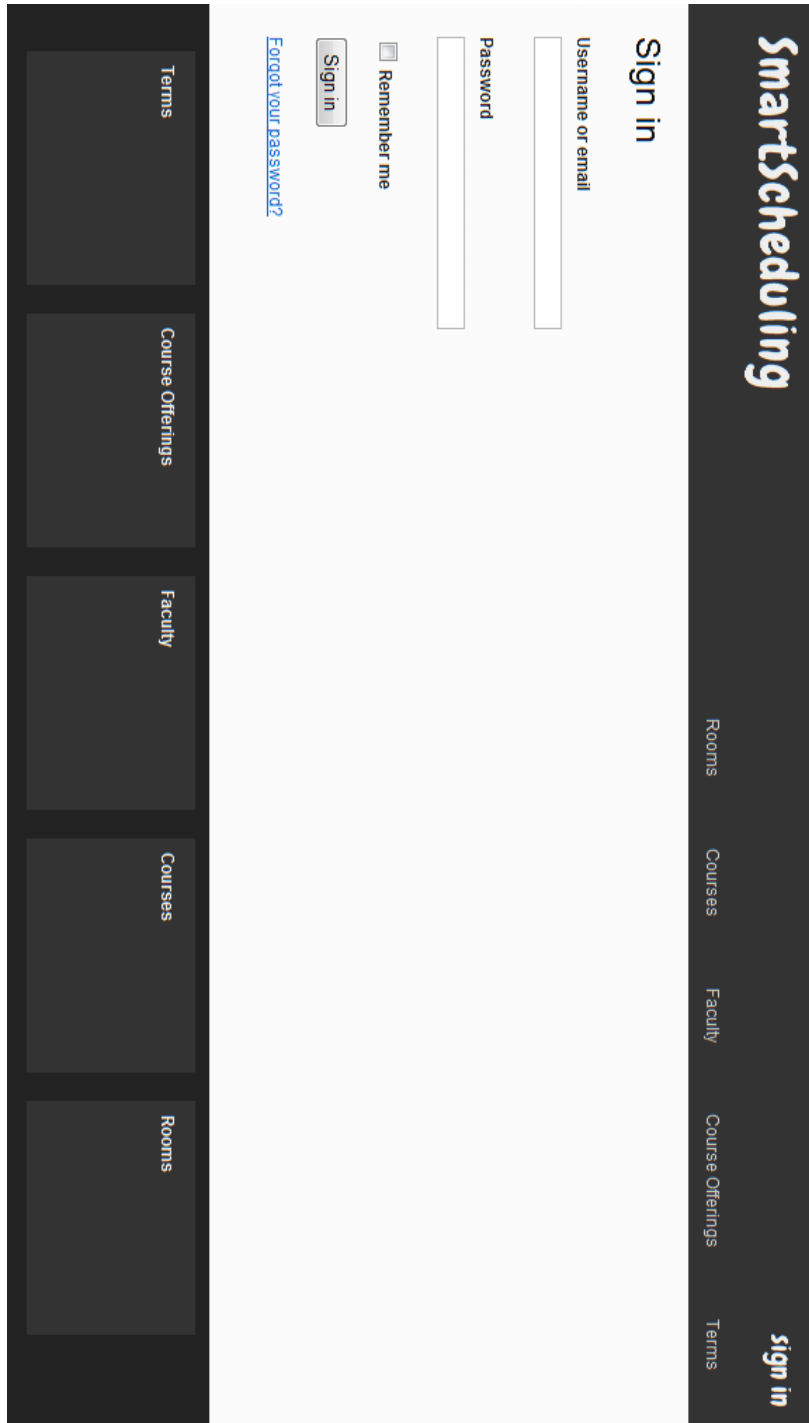 SmartScheduling
sign in
Rooms Courses Faculty Course Offerings Terms
Sign in
Username or email
Password
Remember me
Sign in
Forgot your password?
Terms Course Offerings Faculty Courses Rooms